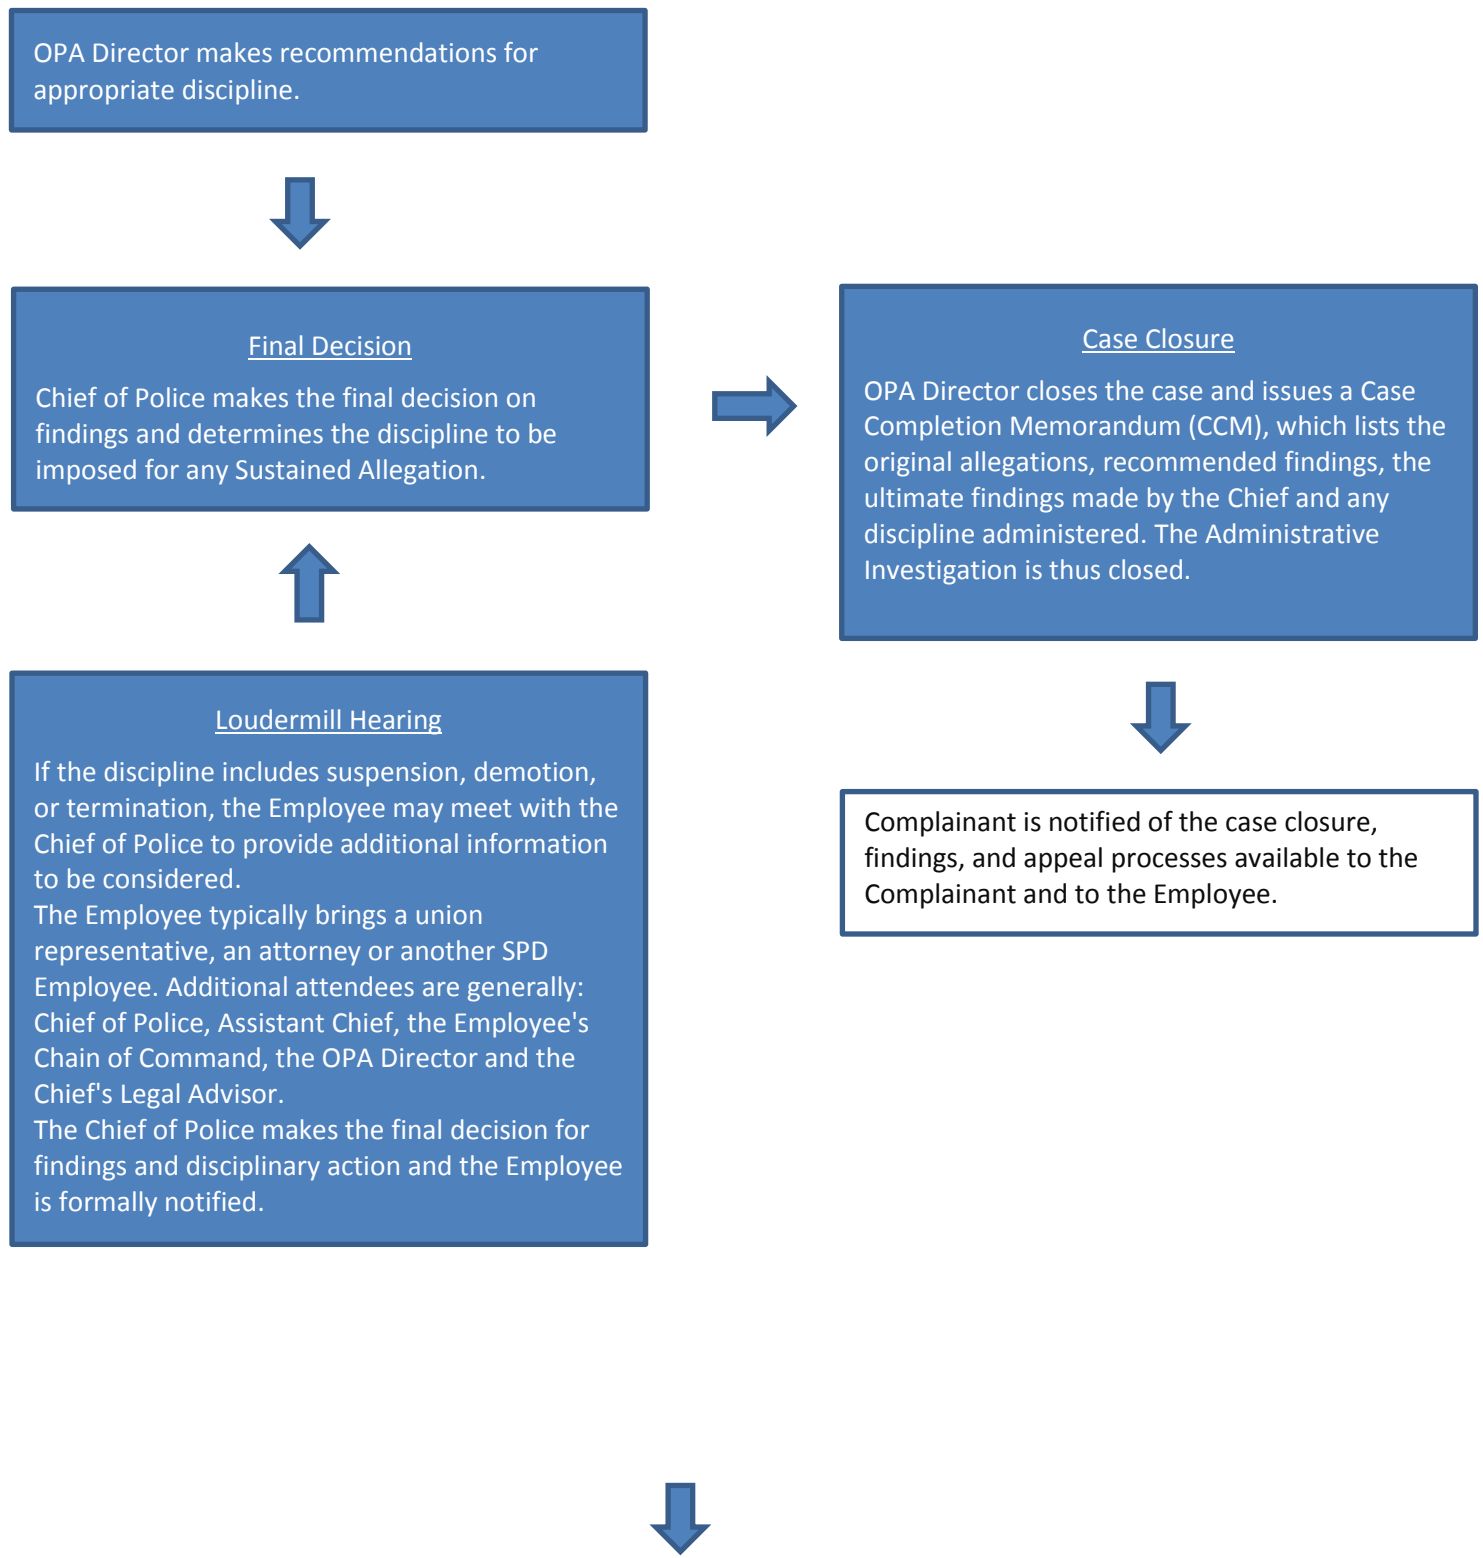 OPA Director makes recommendations for
appropriate discipline.
Final Decision
Chief of Police makes the final decision on
findings and determines the discipline to be
imposed for any Sustained Allegation.
Case Closure
OPA Director closes the case and issues a Case
Completion Memorandum (CCM), which lists the
original allegations, recommended findings, the
ultimate findings made by the Chief and any
discipline administered. The Administrative
Investigation is thus closed.
Loudermill Hearing
If the discipline includes suspension, demotion,
or termination, the Employee may meet with the
Chief of Police to provide additional information
to be considered.
The Employee typically brings a union
representative, an attorney or another SPD
Employee. Additional attendees are generally:
Chief of Police, Assistant Chief, the Employee's
Chain of Command, the OPA Director and the
Chief's Legal Advisor.
The Chief of Police makes the final decision for
findings and disciplinary action and the Employee
is formally notified.
Complainant is notified of the case closure,
findings, and appeal processes available to the
Complainant and to the Employee.